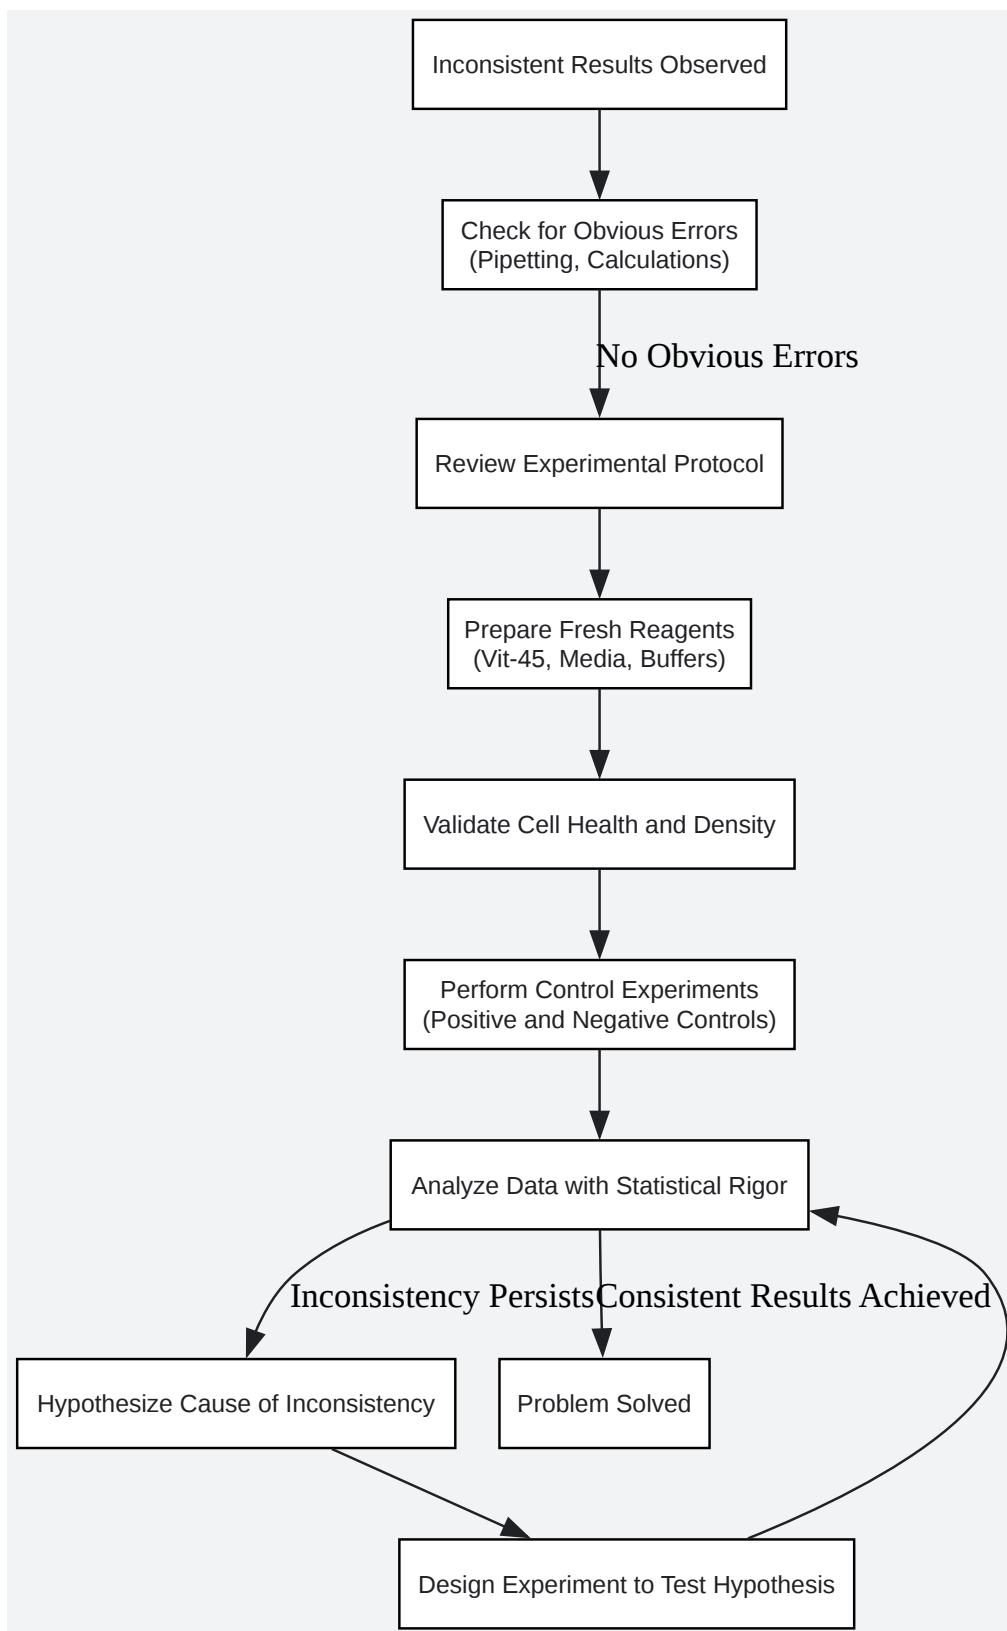 Inconsistent Results Observed
Check for Obvious Errors
(Pipetting, Calculations)
No Obvious Errors
Review Experimental Protocol
Prepare Fresh Reagents
(Vit-45, Media, Buffers)
Validate Cell Health and Density
Perform Control Experiments
(Positive and Negative Controls)
Analyze Data with Statistical Rigor
Inconsistency Persists
Consistent Results Achieved
Hypothesize Cause of Inconsistency
Problem Solved
Design Experiment to Test Hypothesis